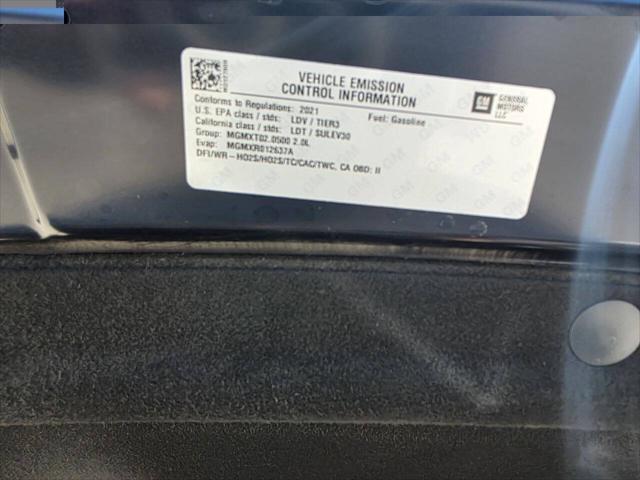 VEHICLE EMISSION
CONTROL INFORMATION
GM
GENERAL
MOTORS
LLC
Conforms to Regulations: 2021 Fuel: Gasoline
U.S. EPA class / stds: LDV / TIER3
California class / stds: LDT / SULEV30
Group: MGMXT02.0500 2.0L
Evap: MGMXR012637A
DFI/WR-HO2S/HO2S/TC/CAC/TWC, CA OBD: II